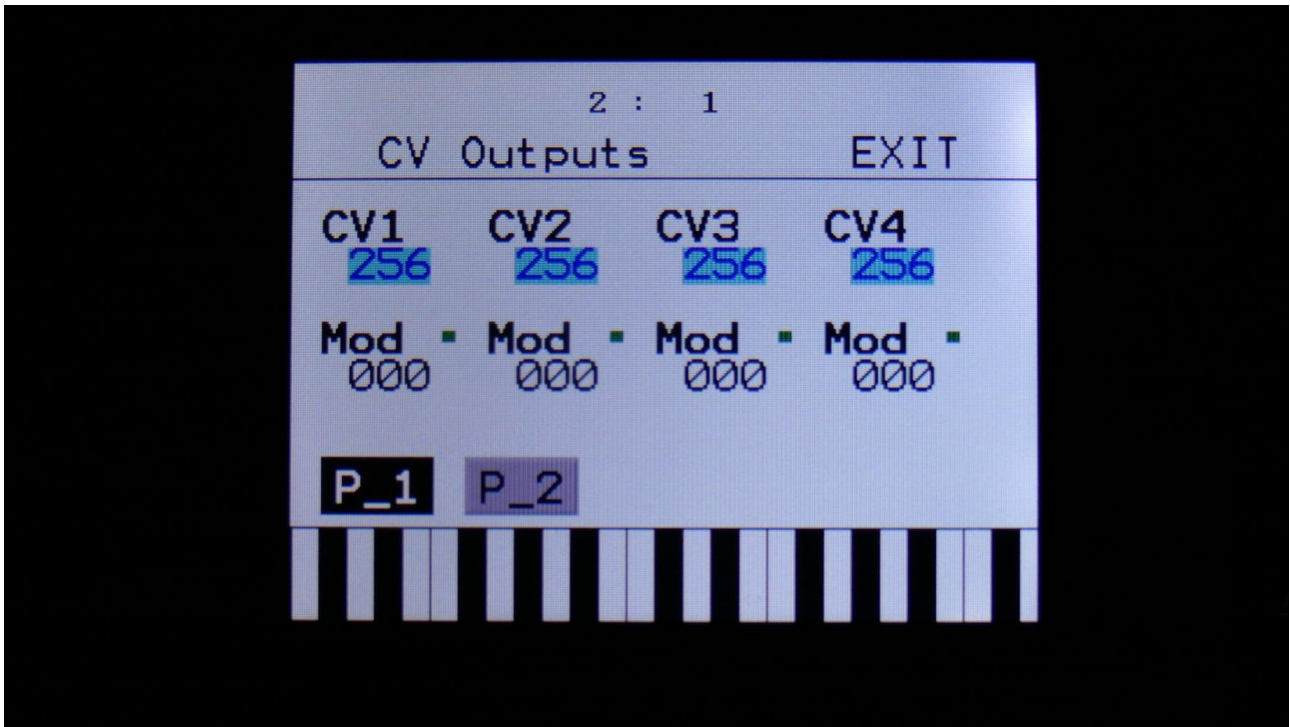 2 : 1
CV Outputs EXIT
CV1 CV2 CV3 CV4
256 256 256 256
Mod Mod Mod Mod
000 000 000 000
P_1 P_2